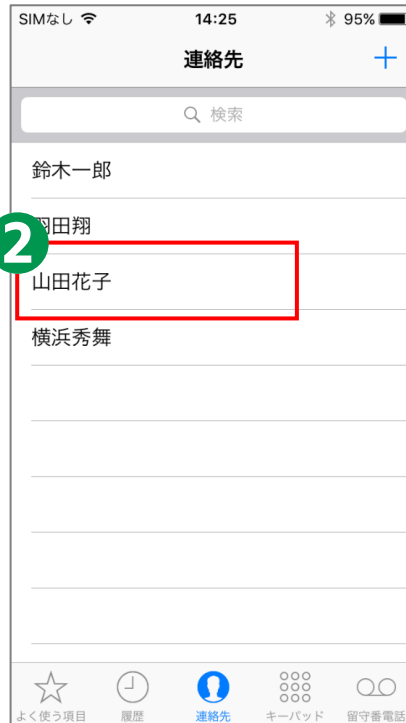 SIMなし 14:25 95%
連絡先
検索
鈴木一郎
羽田翔
2
山田花子
横浜秀舞
よく使う項目 履歴 連絡先 キーパッド 留守番電話